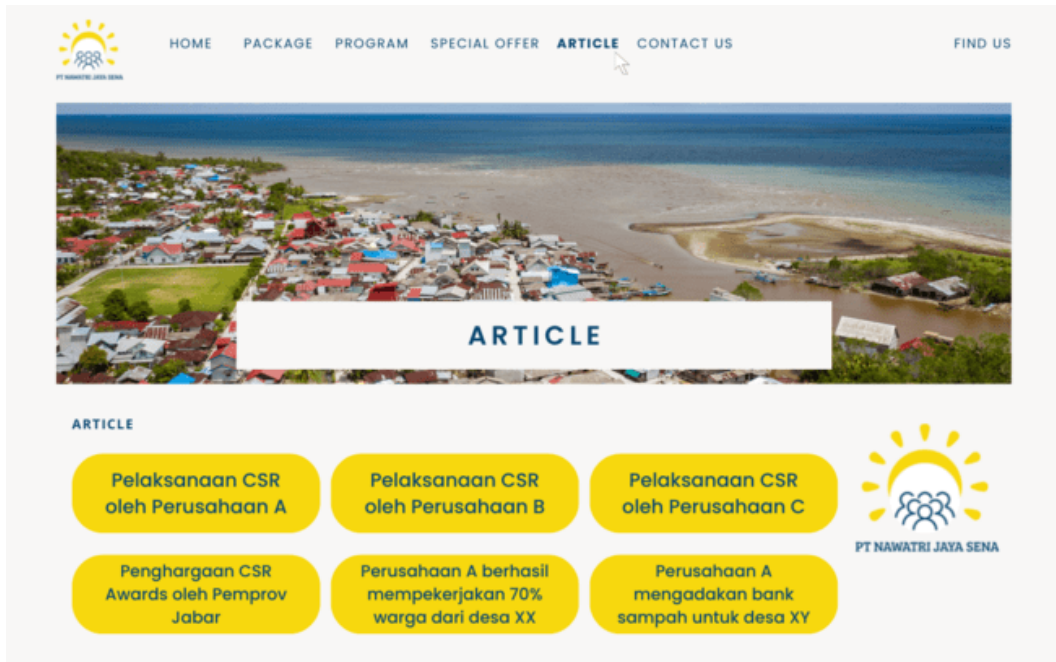 HOME PACKAGE PROGRAM SPECIAL OFFER ARTICLE CONTACT US FIND US
PT NAWATRI JAYA SENA
ARTICLE
ARTICLE
Pelaksanaan CSR
oleh Perusahaan A
Pelaksanaan CSR
oleh Perusahaan B
Pelaksanaan CSR
oleh Perusahaan C
PT NAWATRI JAYA SENA
Penghargaan CSR
Awards oleh Pemprov
Jabar
Perusahaan A berhasil
mempekerjakan 70%
warga dari desa XX
Perusahaan A
mengadakan bank
sampah untuk desa XY